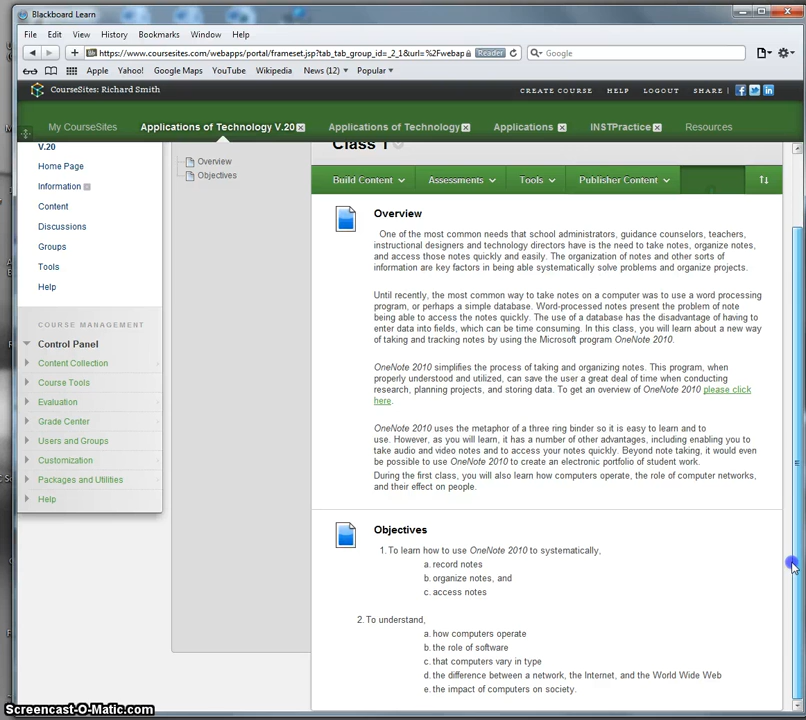 Blackboard Learn
File Edit View History Bookmarks Window Help
https://www.coursesites.com/webapps/portal/frameset.jsp?tab_tab_group_id=_2_1&url=%2Fwebap Reader Google
Apple Yahoo! Google Maps YouTube Wikipedia News (12) Popular
CourseSites: Richard Smith CREATE COURSE HELP LOGOUT SHARE
My CourseSites Applications of Technology V.20 Applications of Technology Applications INSTPractice Resources
V.20
Home Page
Information
Content
Discussions
Groups
Tools
Help
COURSE MANAGEMENT
Control Panel
Content Collection
Course Tools
Evaluation
Grade Center
Users and Groups
Customization
Packages and Utilities
Help
Overview
Objectives
Class 1
Build Content Assessments Tools Publisher Content
Overview
One of the most common needs that school administrators, guidance counselors, teachers,
instructional designers and technology directors have is the need to take notes, organize notes,
and access those notes quickly and easily. The organization of notes and other sorts of
information are key factors in being able systematically solve problems and organize projects.
Until recently, the most common way to take notes on a computer was to use a word processing
program, or perhaps a simple database. Word-processed notes present the problem of note
being able to access the notes quickly. The use of a database has the disadvantage of having to
enter data into fields, which can be time consuming. In this class, you will learn about a new way
of taking and tracking notes by using the Microsoft program OneNote 2010.
OneNote 2010 simplifies the process of taking and organizing notes. This program, when
properly understood and utilized, can save the user a great deal of time when conducting
research, planning projects, and storing data. To get an overview of OneNote 2010 please click
here.
OneNote 2010 uses the metaphor of a three ring binder so it is easy to learn and to
use. However, as you will learn, it has a number of other advantages, including enabling you to
take audio and video notes and to access your notes quickly. Beyond note taking, it would even
be possible to use OneNote 2010 to create an electronic portfolio of student work.
During the first class, you will also learn how computers operate, the role of computer networks,
and their effect on people.
Objectives
1. To learn how to use OneNote 2010 to systematically,
a. record notes
b. organize notes, and
c. access notes
2. To understand,
a. how computers operate
b. the role of software
c. that computers vary in type
d. the difference between a network, the Internet, and the World Wide Web
e. the impact of computers on society.
Screencast-O-Matic.com